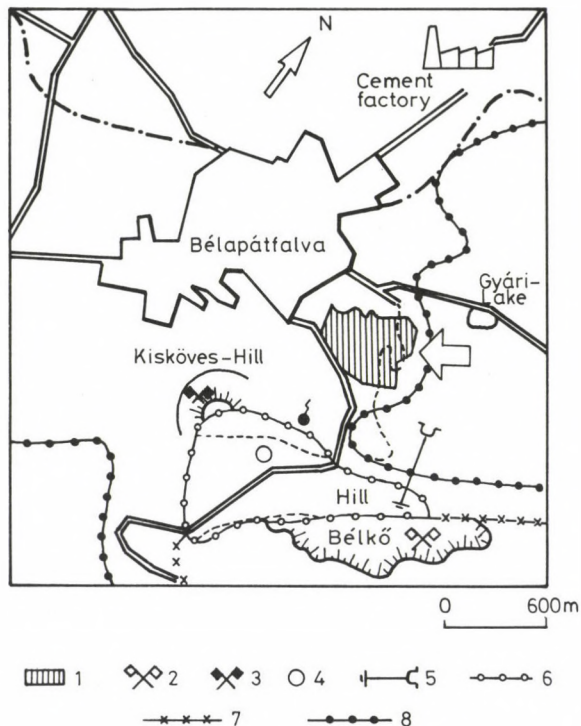 N
Cement
factory
Bélapátfalva
Gyári-
Lake
Kisköves-Hill
Hill
Bélkő
0 600m
1 2 3 4 5 6
7 8